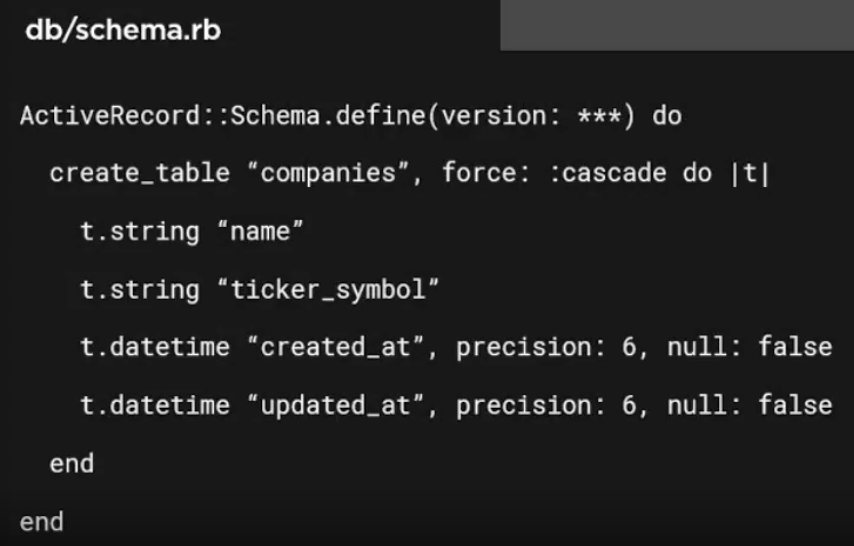 db/schema.rb
ActiveRecord::Schema.define(version: ***) do
create_table “companies”, force: :cascade do |t|
t.string “name”
t.string “ticker_symbol”
t.datetime “created_at”, precision: 6, null: false
t.datetime “updated_at”, precision: 6, null: false
end
end